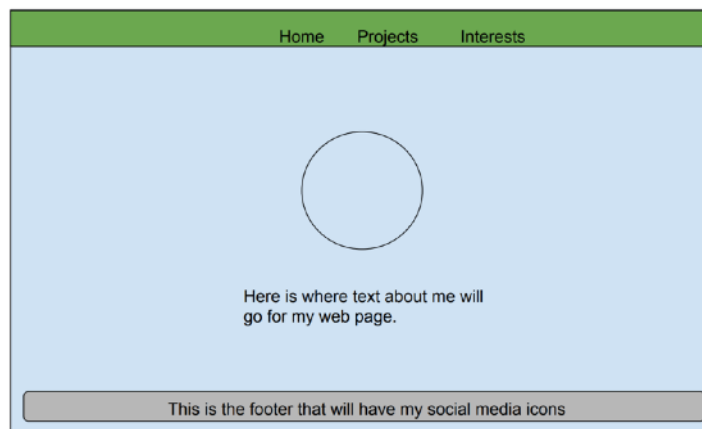 Home Projects Interests
Here is where text about me will
go for my web page.
This is the footer that will have my social media icons